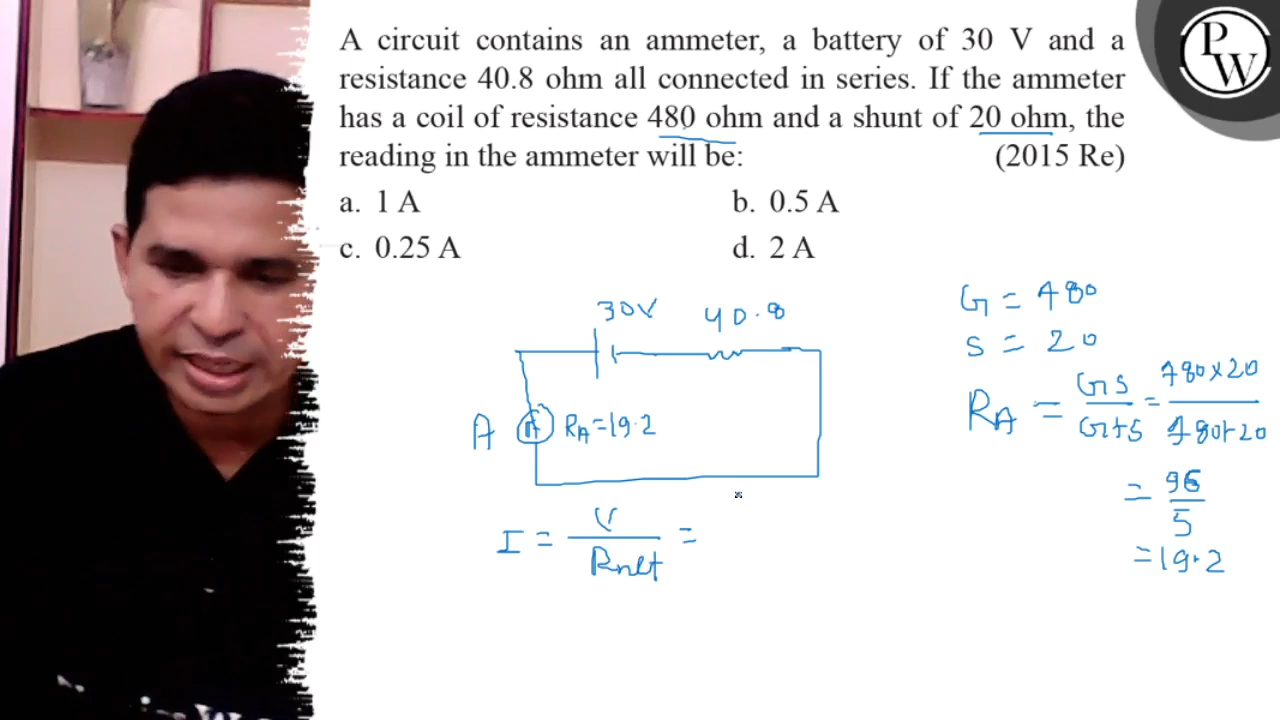 A circuit contains an ammeter, a battery of 30 V and a
resistance 40.8 ohm all connected in series. If the ammeter
has a coil of resistance 480 ohm and a shunt of 20 ohm, the
reading in the ammeter will be: (2015 Re)
a. 1 A b. 0.5 A
c. 0.25 A d. 2 A
PW
30V 40.8
A A RA=19.2
I = V/Rnet =
G = 480
S = 20
RA = GS/G+S = 480×20/480+20
= 96/5
=19.2